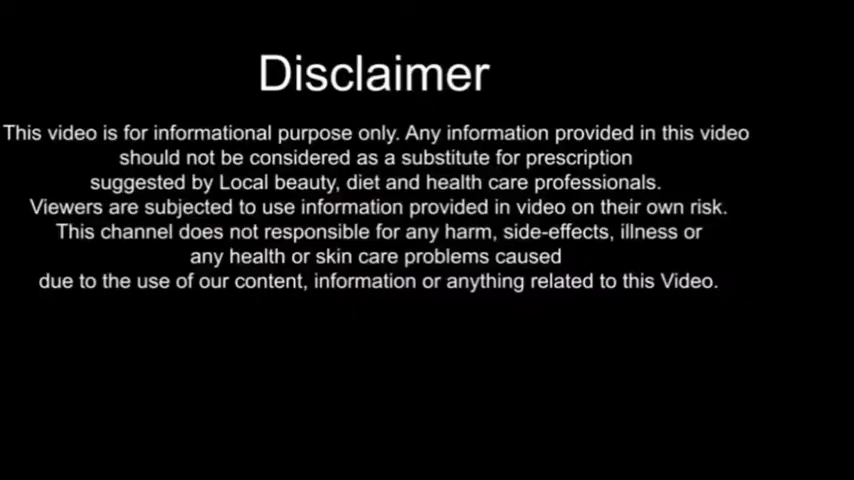 Disclaimer
This video is for informational purpose only. Any information provided in this video
should not be considered as a substitute for prescription
suggested by Local beauty, diet and health care professionals.
Viewers are subjected to use information provided in video on their own risk.
This channel does not responsible for any harm, side-effects, illness or
any health or skin care problems caused
due to the use of our content, information or anything related to this Video.